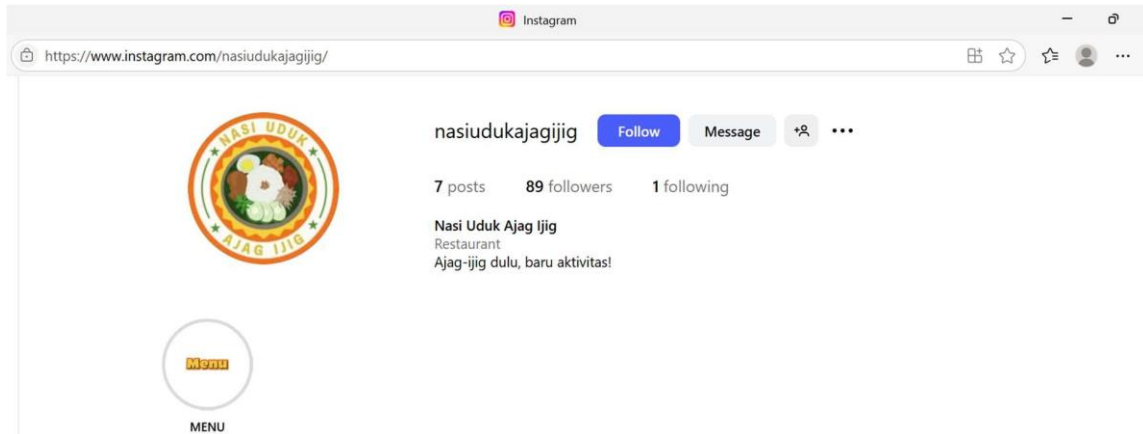 Instagram
https://www.instagram.com/nasiudukajagijig/
NASI UDUK
AJAG IJIG
nasiudukajagijig Follow Message
7 posts 89 followers 1 following
Nasi Uduk Ajag Ijig
Restaurant
Ajag-ijig dulu, baru aktivitas!
Menu
MENU